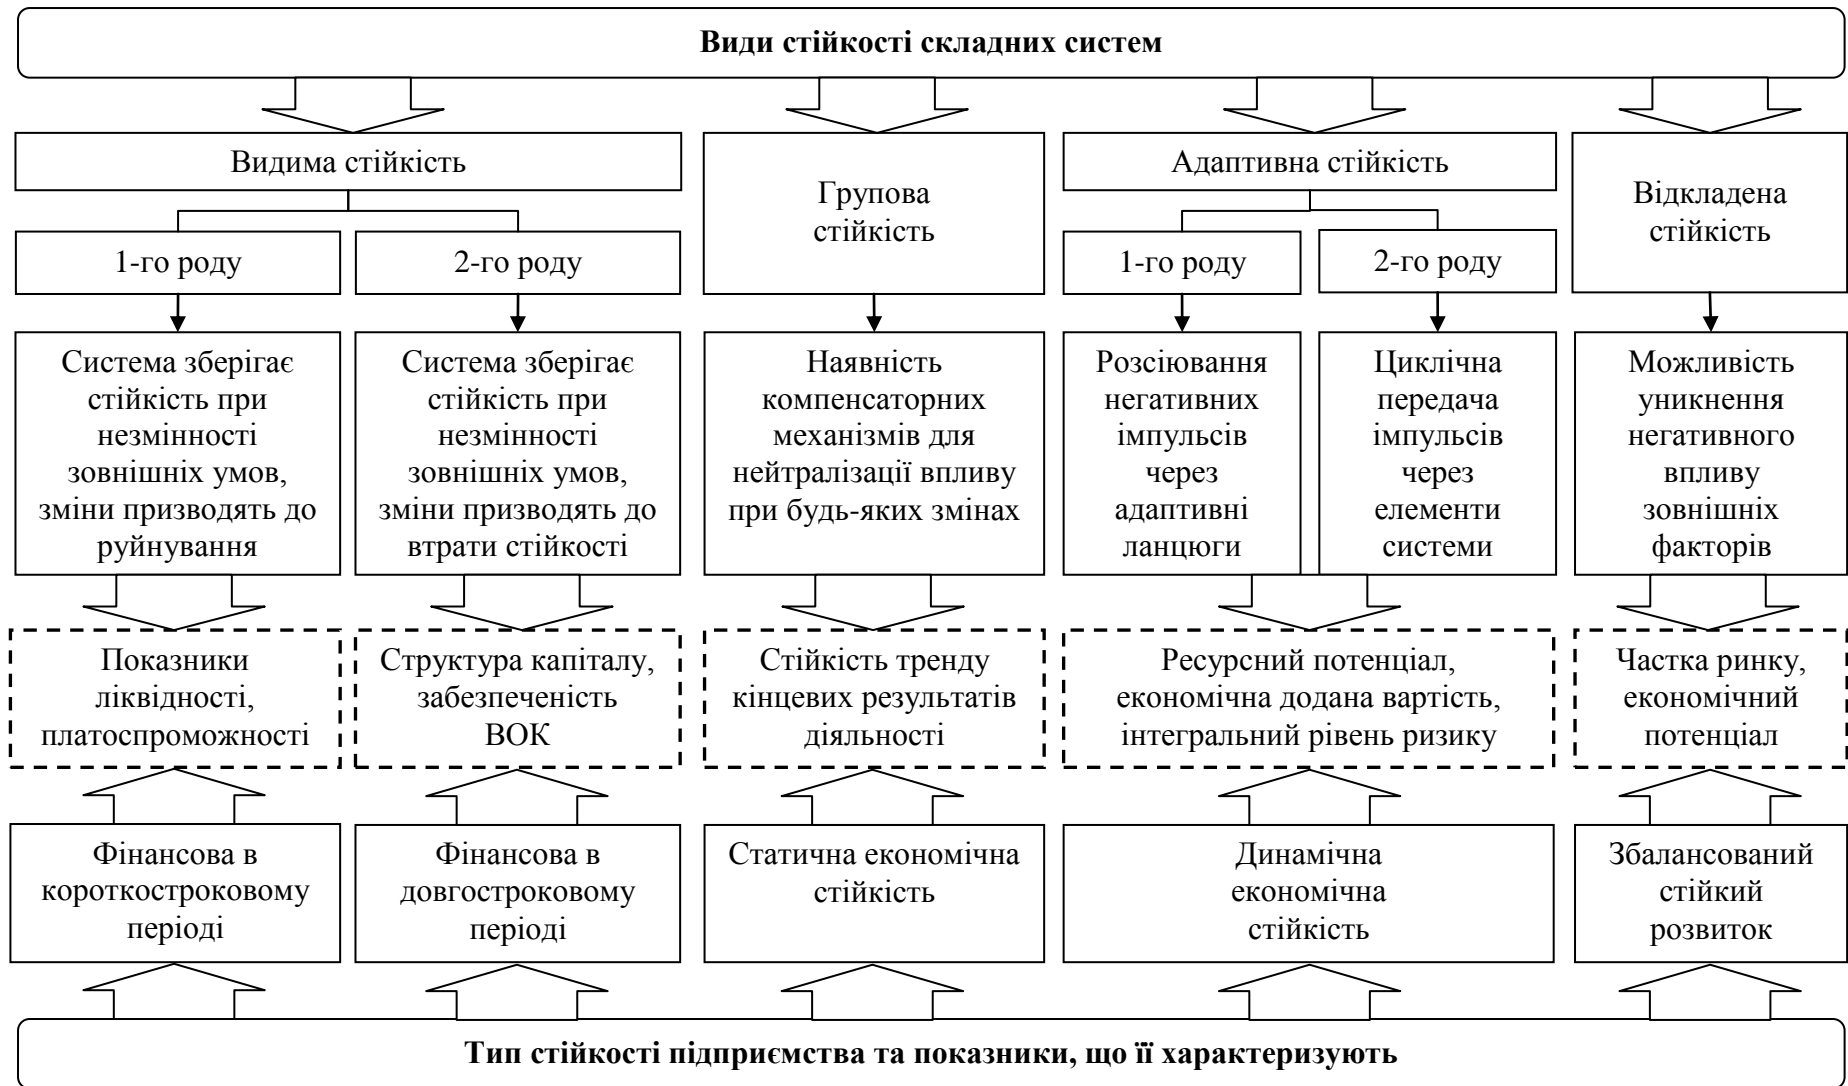 Види стійкості складних систем
Видима стійкість
1-го роду
2-го роду
Групова
стійкість
Адаптивна стійкість
1-го роду
2-го роду
Відкладена
стійкість
Система зберігає
стійкість при
незмінності
зовнішніх умов,
зміни призводять до
руйнування
Система зберігає
стійкість при
незмінності
зовнішніх умов,
зміни призводять до
втрати стійкості
Наявність
компенсаторних
механізмів для
нейтралізації впливу
при будь-яких змінах
Розсіювання
негативних
імпульсів
через
адаптивні
ланцюги
Циклічна
передача
імпульсів
через
елементи
системи
Можливість
уникнення
негативного
впливу
зовнішніх
факторів
Показники
ліквідності,
платоспроможності
Структура капіталу,
забезпеченість
ВОК
Стійкість тренду
кінцевих результатів
діяльності
Ресурсний потенціал,
економічна додана вартість,
інтегральний рівень ризику
Частка ринку,
економічний
потенціал
Фінансова в
короткостроковому
періоді
Фінансова в
довгостроковому
періоді
Статична економічна
стійкість
Динамічна
економічна
стійкість
Збалансований
стійкий
розвиток
Тип стійкості підприємства та показники, що її характеризують